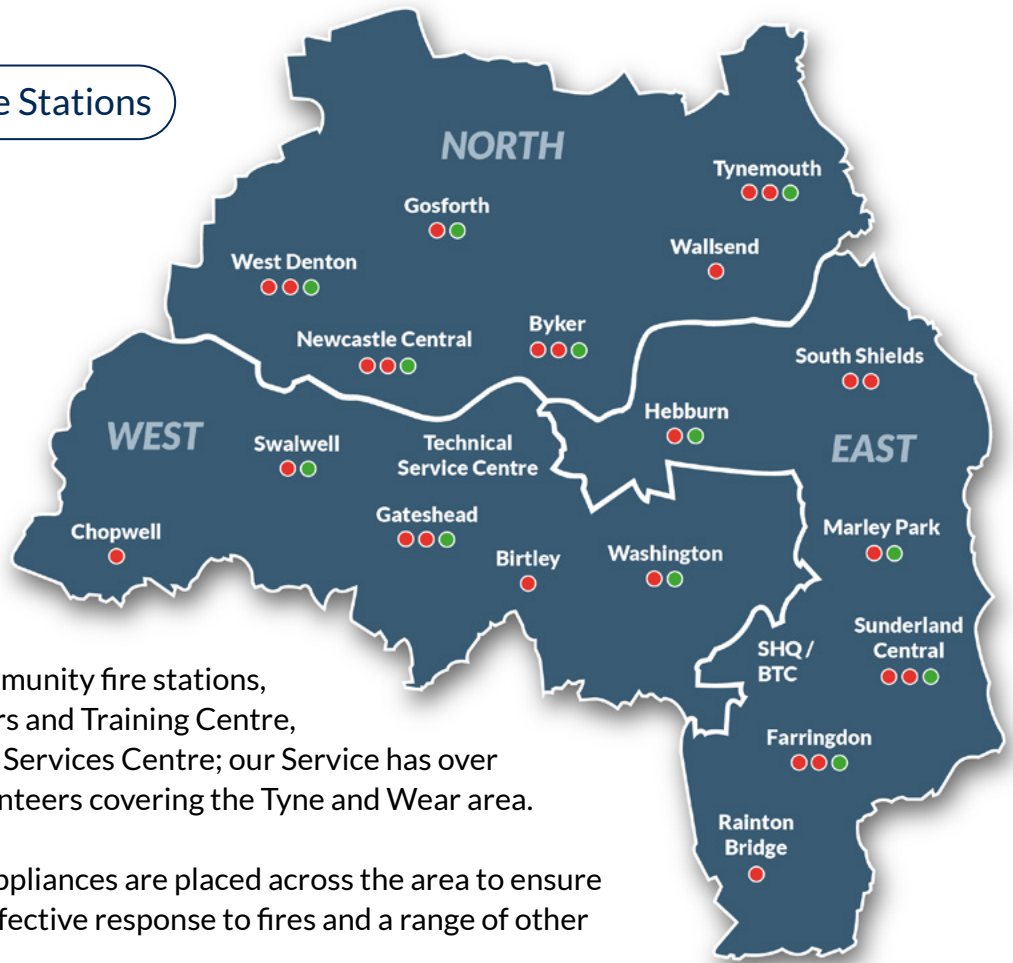 e Stations
NORTH
Tynemouth
Gosforth
Wallsend
West Denton
Byker
Newcastle Central
South Shields
Hebburn
WEST
EAST
Swalwell
Technical
Service Centre
Gateshead
Marley Park
Chopwell
Birtley
Washington
Sunderland
Central
SHQ /
BTC
Farringdon
Rainton
Bridge
munity fire stations,
rs and Training Centre,
Services Centre; our Service has over
nteers covering the Tyne and Wear area.
ppliances are placed across the area to ensure
ffective response to fires and a range of other